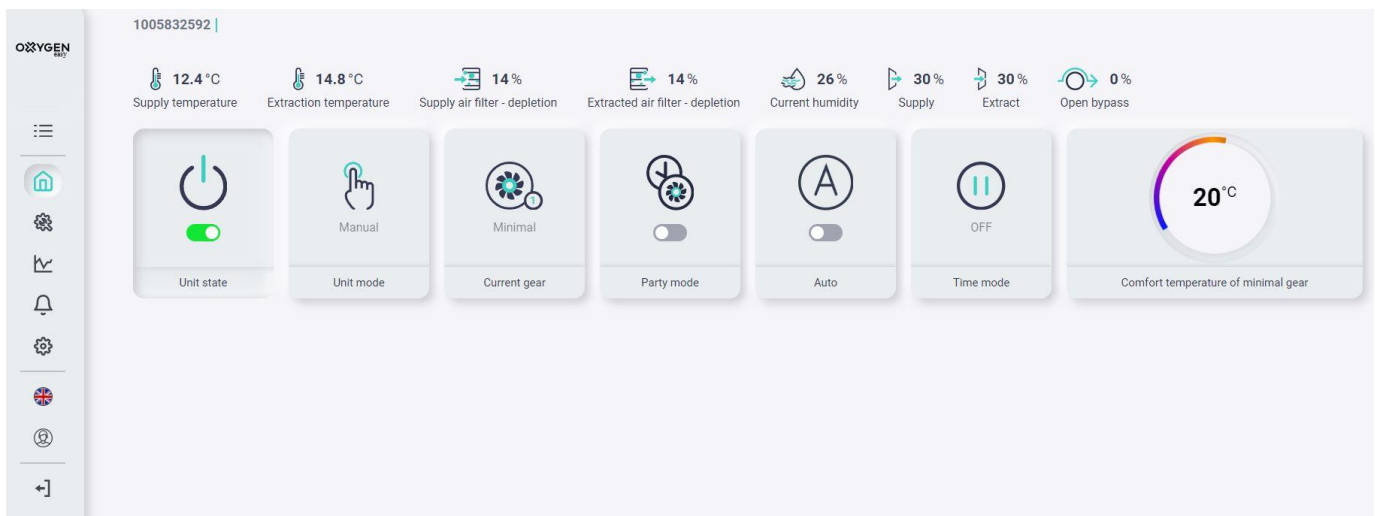 OXYGEN
easy
1005832592 |
12.4 °C
Supply temperature
14.8 °C
Extraction temperature
14 %
Supply air filter - depletion
14 %
Extracted air filter - depletion
26 %
Current humidity
30 %
Supply
30 %
Extract
0 %
Open bypass
Unit state
Manual
Unit mode
1
Minimal
Current gear
Party mode
A
Auto
OFF
Time mode
20°C
Comfort temperature of minimal gear